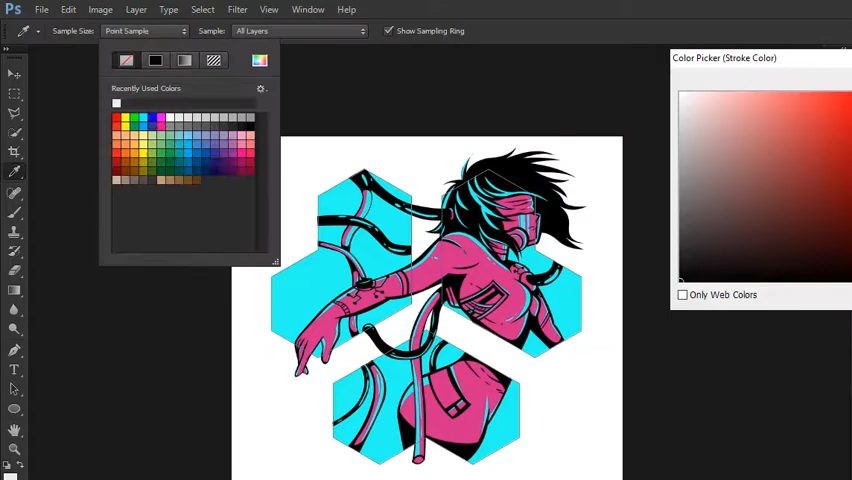 Ps File Edit Image Layer Type Select Filter View Window Help
Sample Size: Point Sample Sample: All Layers Show Sampling Ring
Color Picker (Stroke Color)
Recently Used Colors
Only Web Colors
T